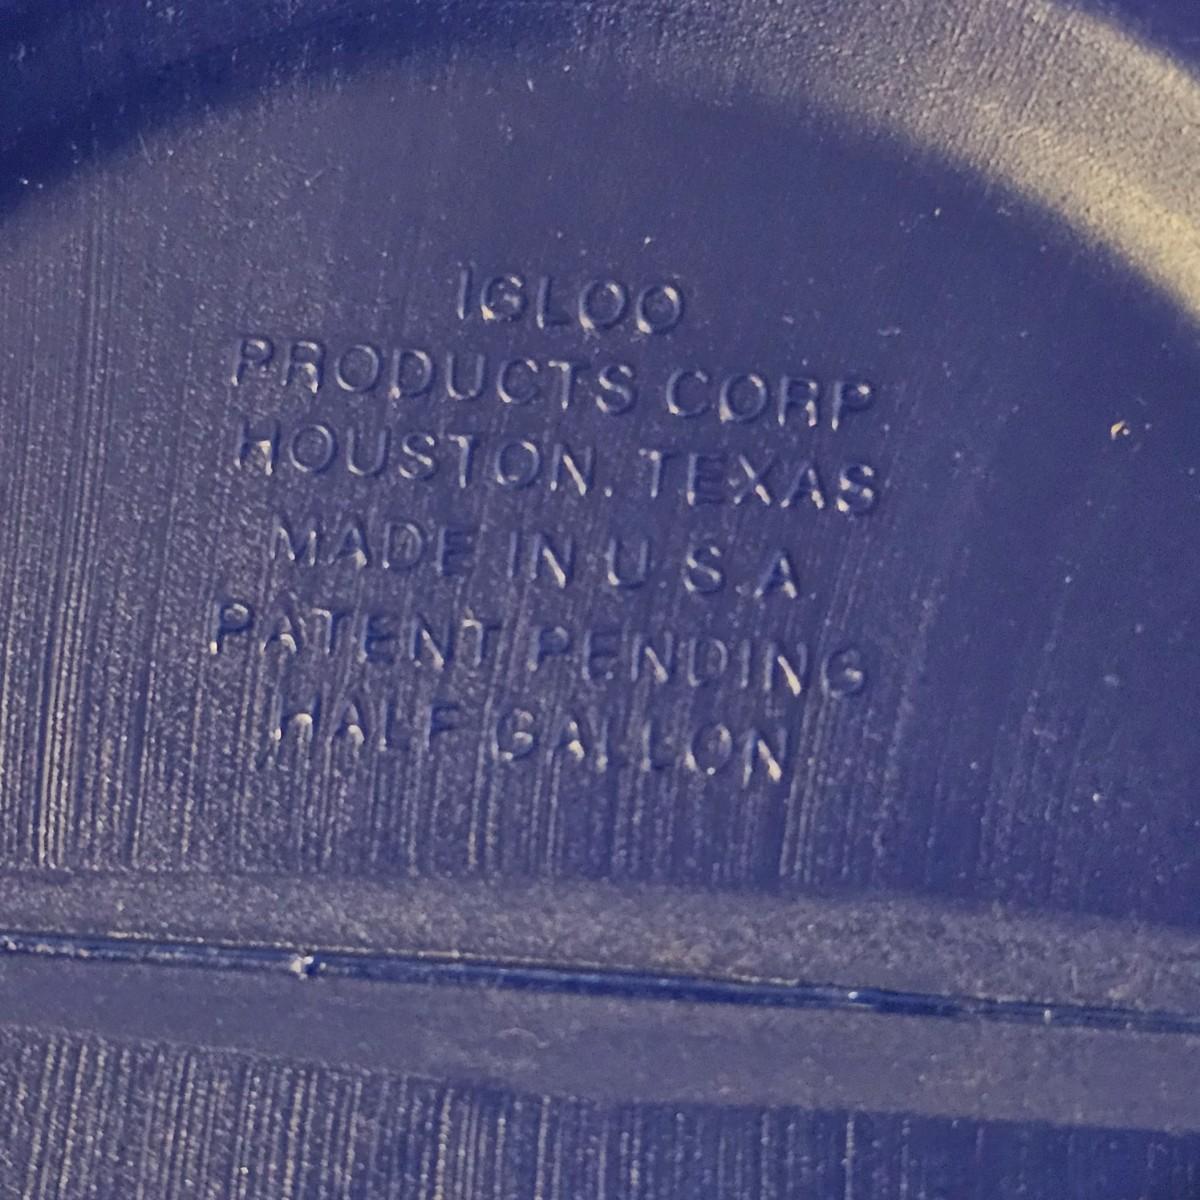 IGLOO
PRODUCTS CORP
HOUSTON, TEXAS
MADE IN U.S.A
PATENT PENDING
HALF GALLON